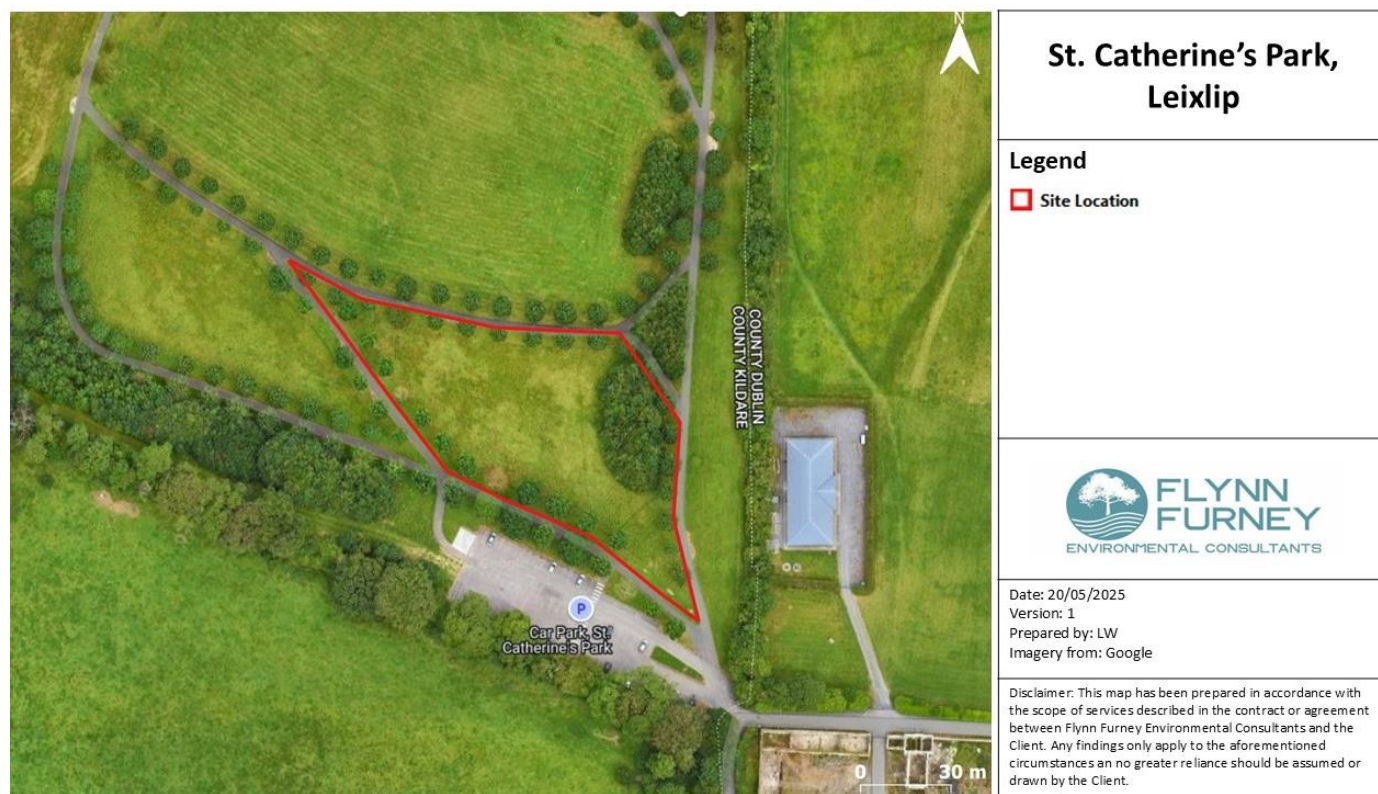 N
COUNTY DUBLIN
COUNTY KILDARE
P
Car Park, St.
Catherine's Park
0 30 m
St. Catherine’s Park,
Leixlip
Legend
Site Location
FLYNN
FURNEY
ENVIRONMENTAL CONSULTANTS
Date: 20/05/2025
Version: 1
Prepared by: LW
Imagery from: Google
Disclaimer: This map has been prepared in accordance with
the scope of services described in the contract or agreement
between Flynn Furney Environmental Consultants and the
Client. Any findings only apply to the aforementioned
circumstances an no greater reliance should be assumed or
drawn by the Client.